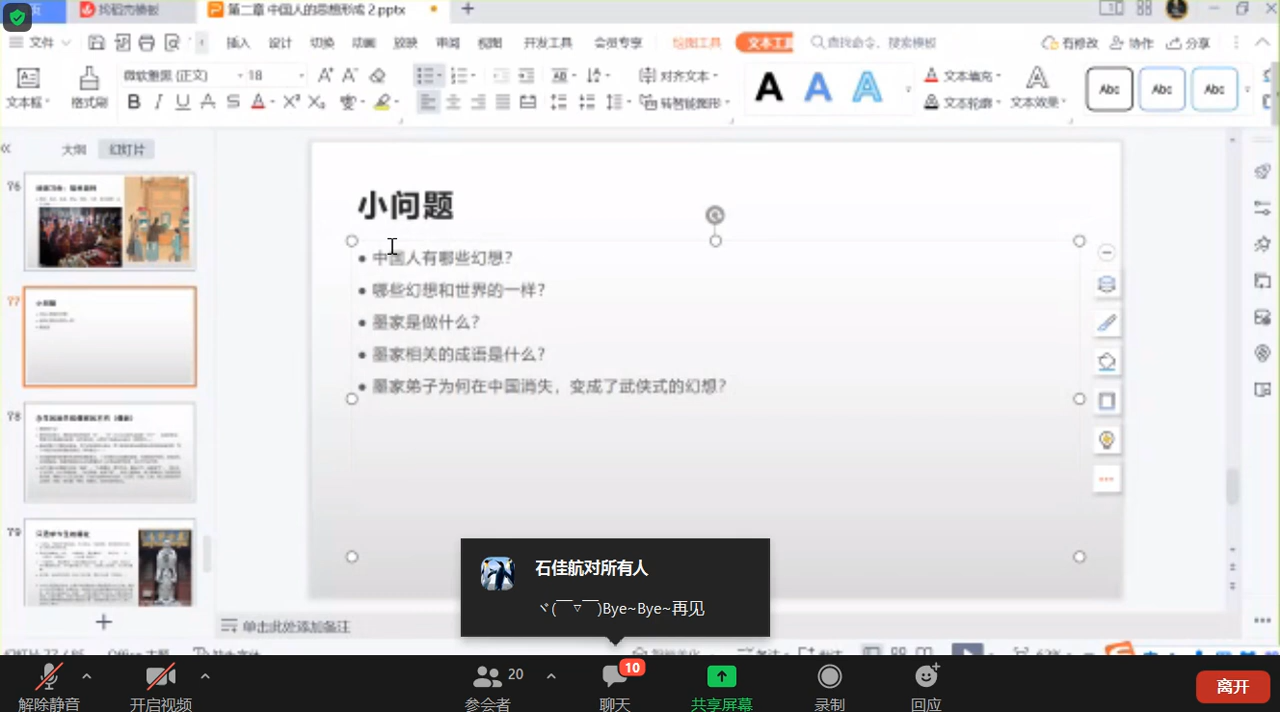 页
找稻壳模板
第二章 中国人的思想形成 2.pptx
文件
插入 设计 切换 动画 放映 审阅 视图 开发工具 会员专享 绘图工具 文本工具
查找命令、搜索模板
有修改 协作 分享
文本框 格式刷
微软雅黑 (正文) 18
对齐文本
转智能图形
A A A
文本填充
文本轮廓 文本效果
Abc Abc Abc
大纲 幻灯片
76
77
小问题
78
79
小问题
中国人有哪些幻想?
哪些幻想和世界的一样?
墨家是做什么?
墨家相关的成语是什么?
墨家弟子为何在中国消失，变成了武侠式的幻想?
单击此处添加备注
石佳航对所有人
ヾ(￣▽￣)Bye~Bye~再见
解除静音
开启视频
20
参会者
10
聊天
共享屏幕
录制
回应
离开